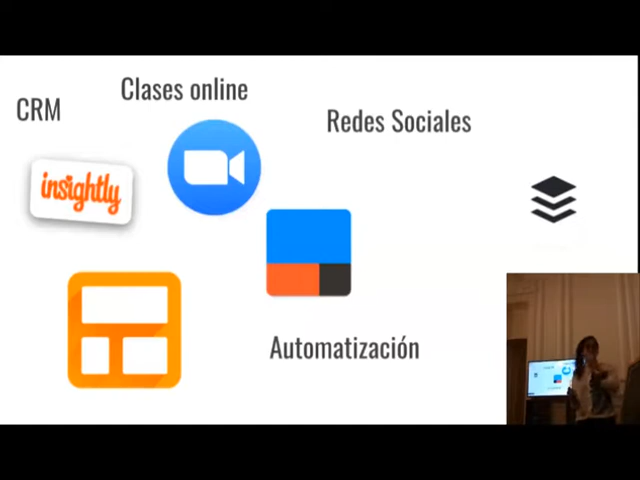 Clases online
CRM
Redes Sociales
insightly
Automatización